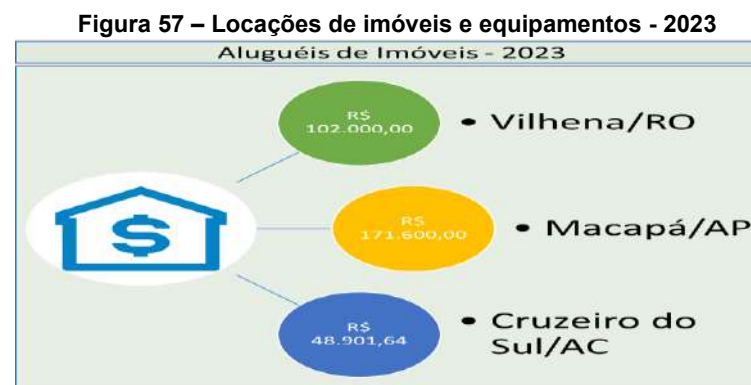 Figura 57 – Locações de imóveis e equipamentos - 2023
Aluguéis de Imóveis - 2023
R$
102.000,00
• Vilhena/RO
R$
171.600,00
• Macapá/AP
R$
48.901,64
• Cruzeiro do
Sul/AC